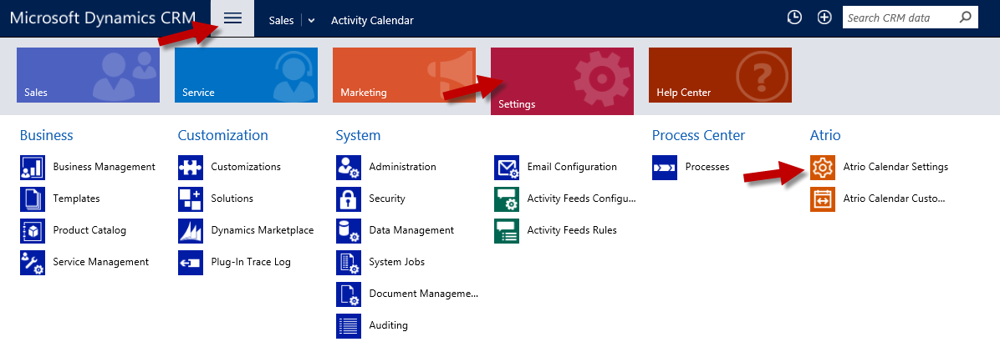 Microsoft Dynamics CRM
Sales
Activity Calendar
Search CRM data
Sales
Service
Marketing
Settings
Help Center
?
Business
Business Management
Templates
Product Catalog
Service Management
Customization
Customizations
Solutions
Dynamics Marketplace
Plug-In Trace Log
System
Administration
Security
Data Management
System Jobs
Document Manageme...
Auditing
Email Configuration
Activity Feeds Configu...
Activity Feeds Rules
Process Center
Processes
Atrio
Atrio Calendar Settings
Atrio Calendar Custo...